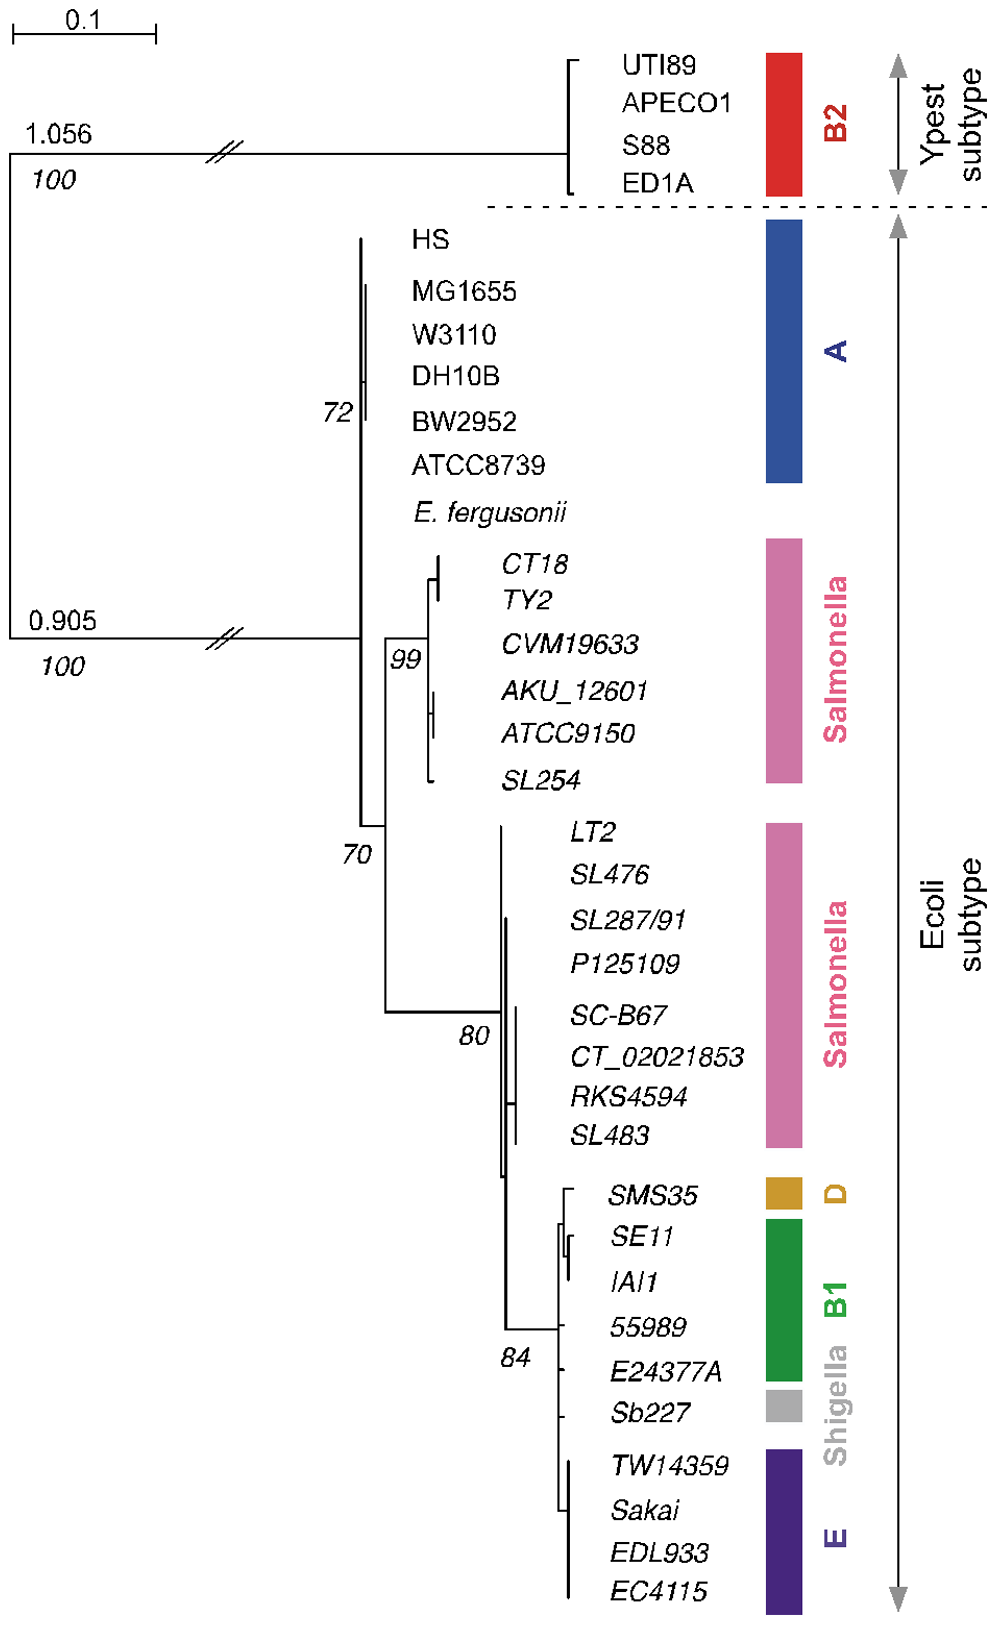 0.1
UTI89
APECO1
S88
ED1A
B2
Ypest
subtype
1.056
100
HS
MG1655
W3110
DH10B
BW2952
ATCC8739
A
72
E. fergusonii
CT18
TY2
CVM19633
AKU_12601
ATCC9150
SL254
Salmonella
0.905
100
99
70
LT2
SL476
SL287/91
P125109
SC-B67
CT_02021853
RKS4594
SL483
Salmonella
80
Ecoli
subtype
SMS35
D
SE11
IAI1
55989
E24377A
B1
84
Sb227
Shigella
TW14359
Sakai
EDL933
EC4115
E